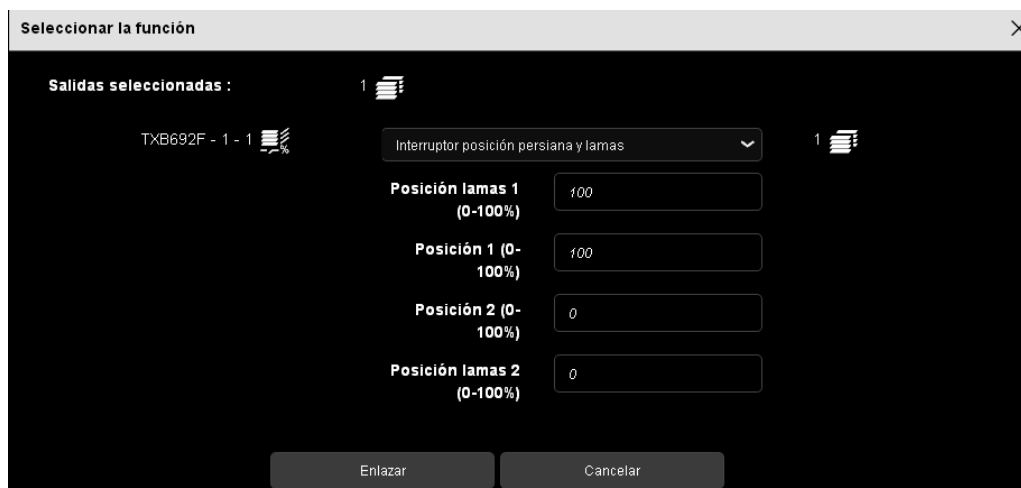 Seleccionar la función
Salidas seleccionadas :
1
TXB692F - 1 - 1
%
Interruptor posición persiana y lamas
1
Posición lamas 1
(0-100%)
100
Posición 1 (0-
100%)
100
Posición 2 (0-
100%)
0
Posición lamas 2
(0-100%)
0
Enlazar
Cancelar